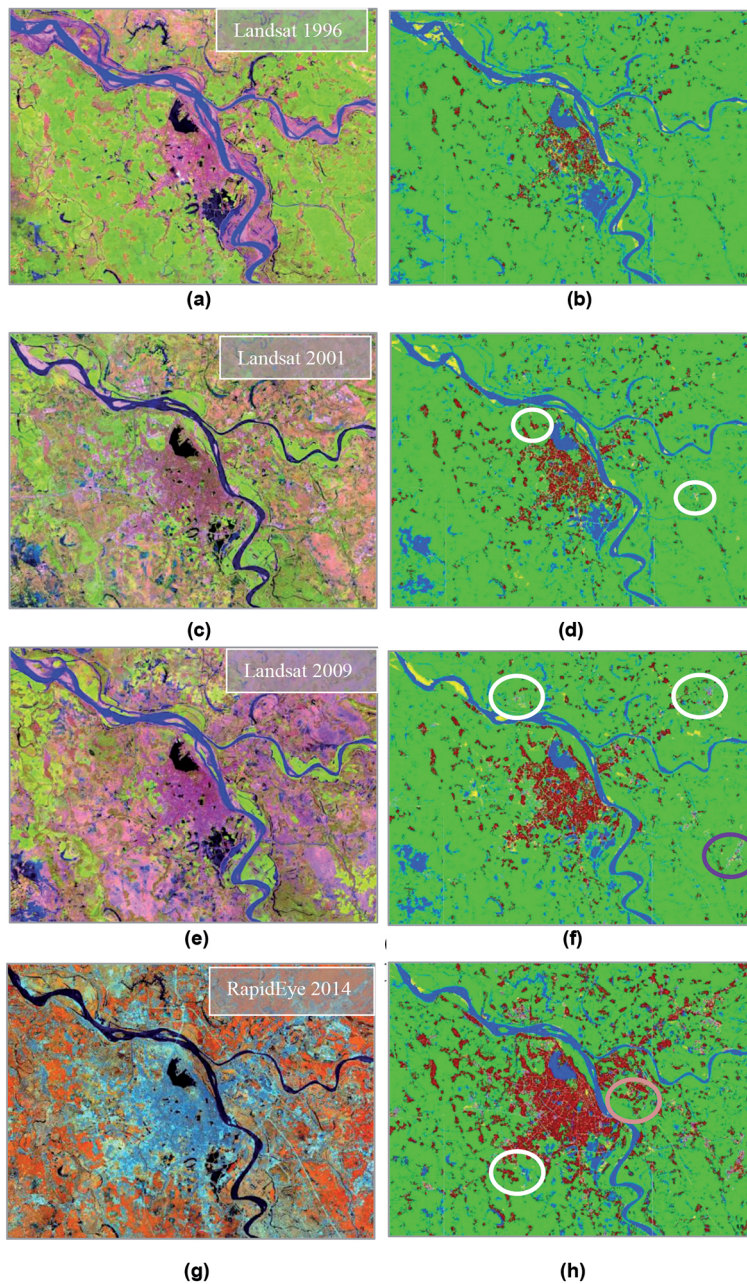 Landsat 1996
(a)
(b)
Landsat 2001
(c)
(d)
Landsat 2009
(e)
(f)
RapidEye 2014
(g)
(h)